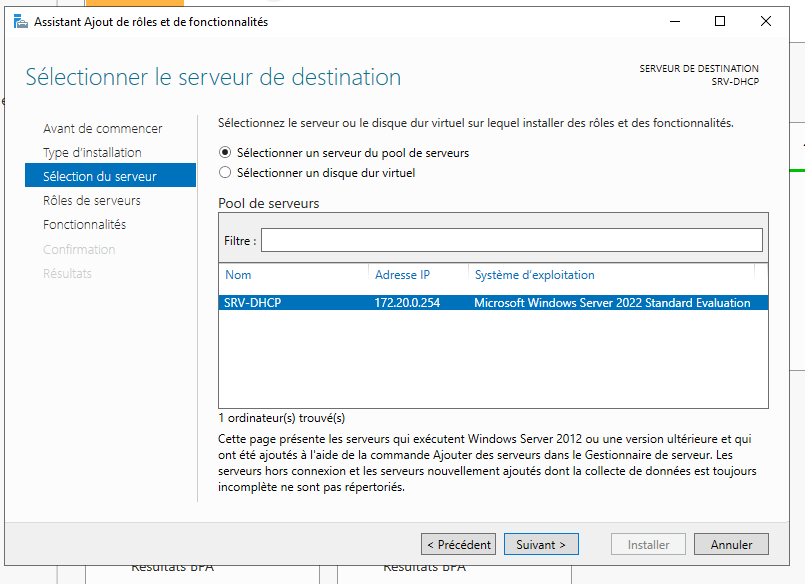 Assistant Ajout de rôles et de fonctionnalités
Sélectionner le serveur de destination
SERVEUR DE DESTINATION
SRV-DHCP
Avant de commencer
Type d'installation
Sélection du serveur
Rôles de serveurs
Fonctionnalités
Confirmation
Résultats
Sélectionnez le serveur ou le disque dur virtuel sur lequel installer des rôles et des fonctionnalités.
Sélectionner un serveur du pool de serveurs
Sélectionner un disque dur virtuel
Pool de serveurs
Filtre :
Nom Adresse IP Système d'exploitation
SRV-DHCP 172.20.0.254 Microsoft Windows Server 2022 Standard Evaluation
1 ordinateur(s) trouvé(s)
Cette page présente les serveurs qui exécutent Windows Server 2012 ou une version ultérieure et qui
ont été ajoutés à l'aide de la commande Ajouter des serveurs dans le Gestionnaire de serveur. Les
serveurs hors connexion et les serveurs nouvellement ajoutés dont la collecte de données est toujours
incomplète ne sont pas répertoriés.
< Précédent Suivant > Installer Annuler
Résultats BPA Résultats BPA